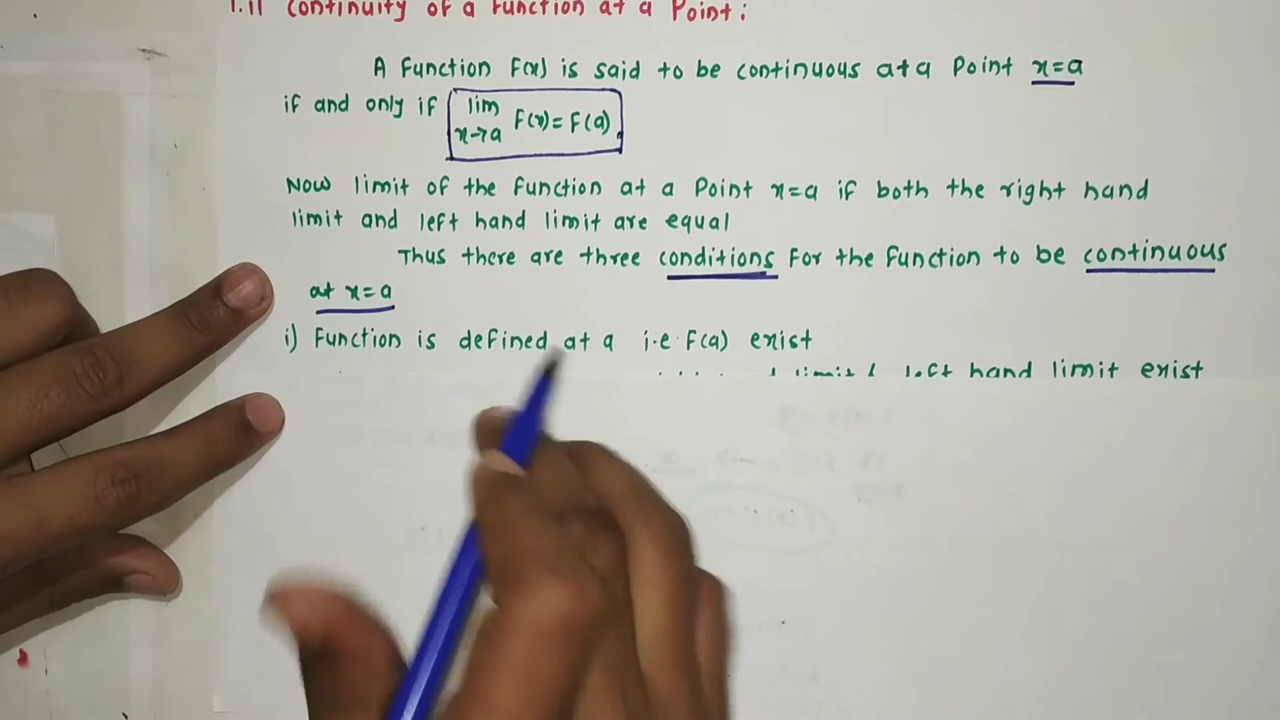 1.11 Continuity of a Function at a Point:
A Function F(x) is said to be continuous at a Point x=a
if and only if lim x→a F(x) = F(a)
Now limit of the Function at a Point x=a if both the right hand
limit and left hand limit are equal
Thus there are three conditions For the Function to be continuous
at x=a
i) Function is defined at a i.e F(a) exist
limit & left hand limit exist